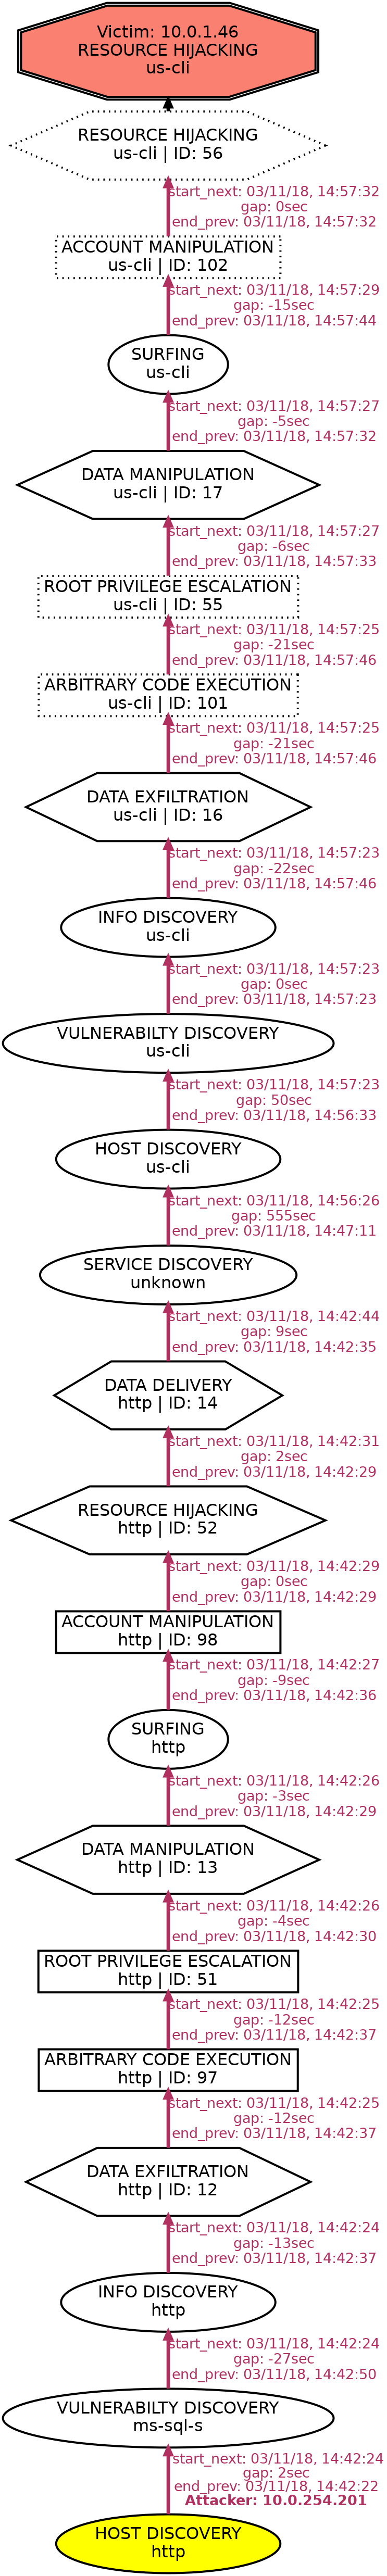 Victim: 10.0.1.46
RESOURCE HIJACKING
us-cli
RESOURCE HIJACKING
us-cli | ID: 56
start_next: 03/11/18, 14:57:32
gap: 0sec
end_prev: 03/11/18, 14:57:32
ACCOUNT MANIPULATION
us-cli | ID: 102
start_next: 03/11/18, 14:57:29
gap: -15sec
end_prev: 03/11/18, 14:57:44
SURFING
us-cli
start_next: 03/11/18, 14:57:27
gap: -5sec
end_prev: 03/11/18, 14:57:32
DATA MANIPULATION
us-cli | ID: 17
start_next: 03/11/18, 14:57:27
gap: -6sec
end_prev: 03/11/18, 14:57:33
ROOT PRIVILEGE ESCALATION
us-cli | ID: 55
start_next: 03/11/18, 14:57:25
gap: -21sec
end_prev: 03/11/18, 14:57:46
ARBITRARY CODE EXECUTION
us-cli | ID: 101
start_next: 03/11/18, 14:57:25
gap: -21sec
end_prev: 03/11/18, 14:57:46
DATA EXFILTRATION
us-cli | ID: 16
start_next: 03/11/18, 14:57:23
gap: -22sec
end_prev: 03/11/18, 14:57:46
INFO DISCOVERY
us-cli
start_next: 03/11/18, 14:57:23
gap: 0sec
end_prev: 03/11/18, 14:57:23
VULNERABILTY DISCOVERY
us-cli
start_next: 03/11/18, 14:57:23
gap: 50sec
end_prev: 03/11/18, 14:56:33
HOST DISCOVERY
us-cli
start_next: 03/11/18, 14:56:26
gap: 555sec
end_prev: 03/11/18, 14:47:11
SERVICE DISCOVERY
unknown
start_next: 03/11/18, 14:42:44
gap: 9sec
end_prev: 03/11/18, 14:42:35
DATA DELIVERY
http | ID: 14
start_next: 03/11/18, 14:42:31
gap: 2sec
end_prev: 03/11/18, 14:42:29
RESOURCE HIJACKING
http | ID: 52
start_next: 03/11/18, 14:42:29
gap: 0sec
end_prev: 03/11/18, 14:42:29
ACCOUNT MANIPULATION
http | ID: 98
start_next: 03/11/18, 14:42:27
gap: -9sec
end_prev: 03/11/18, 14:42:36
SURFING
http
start_next: 03/11/18, 14:42:26
gap: -3sec
end_prev: 03/11/18, 14:42:29
DATA MANIPULATION
http | ID: 13
start_next: 03/11/18, 14:42:26
gap: -4sec
end_prev: 03/11/18, 14:42:30
ROOT PRIVILEGE ESCALATION
http | ID: 51
start_next: 03/11/18, 14:42:25
gap: -12sec
end_prev: 03/11/18, 14:42:37
ARBITRARY CODE EXECUTION
http | ID: 97
start_next: 03/11/18, 14:42:25
gap: -12sec
end_prev: 03/11/18, 14:42:37
DATA EXFILTRATION
http | ID: 12
start_next: 03/11/18, 14:42:24
gap: -13sec
end_prev: 03/11/18, 14:42:37
INFO DISCOVERY
http
start_next: 03/11/18, 14:42:24
gap: -27sec
end_prev: 03/11/18, 14:42:50
VULNERABILTY DISCOVERY
ms-sql-s
start_next: 03/11/18, 14:42:24
gap: 2sec
end_prev: 03/11/18, 14:42:22
Attacker: 10.0.254.201
HOST DISCOVERY
http